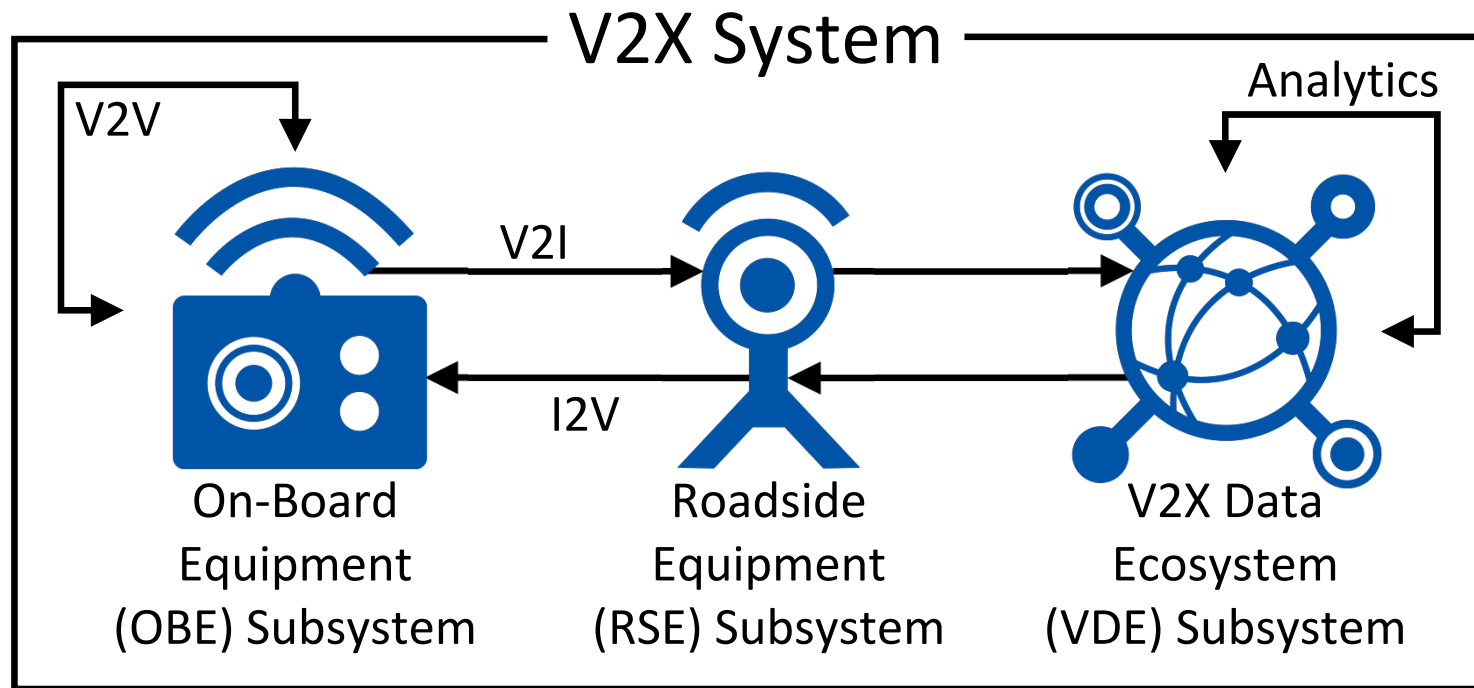 V2X System
V2V
Analytics
V2I
I2V
On-Board
Equipment
(OBE) Subsystem
Roadside
Equipment
(RSE) Subsystem
V2X Data
Ecosystem
(VDE) Subsystem